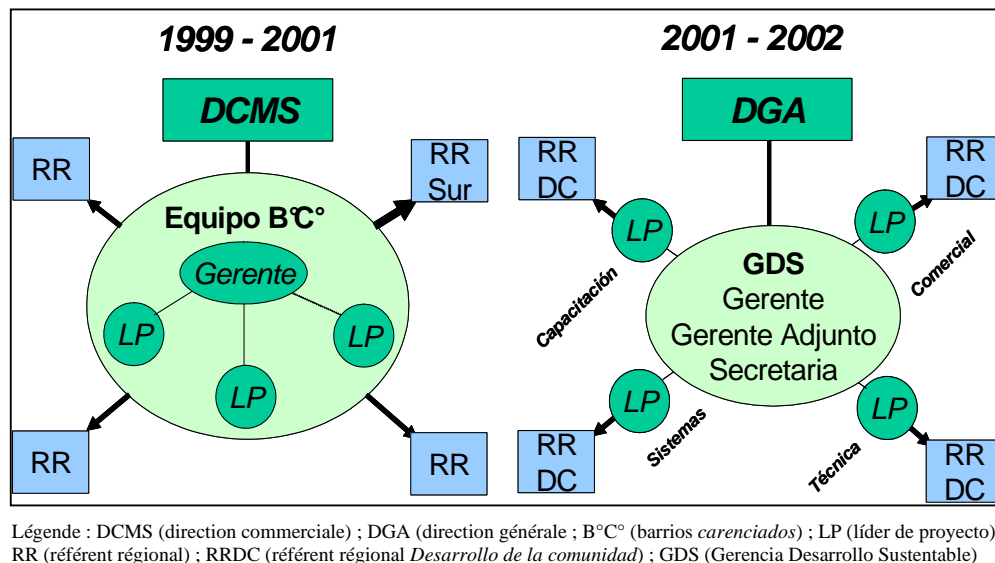 1999 - 2001
DCMS
RR
RR
Sur
Equipo B°C°
Gerente
LP
LP
LP
RR
RR
2001 - 2002
DGA
RR
DC
RR
DC
LP
LP
Capacitación
Comercial
GDS
Gerente
Gerente Adjunto
Secretaria
LP
LP
Sistemas
Técnica
RR
DC
RR
DC
Légende : DCMS (direction commerciale) ; DGA (direction générale ; B°C° (barrios carenciados) ; LP (líder de proyecto)
RR (référent régional) ; RRDC (référent régional Desarrollo de la comunidad) ; GDS (Gerencia Desarrollo Sustentable)